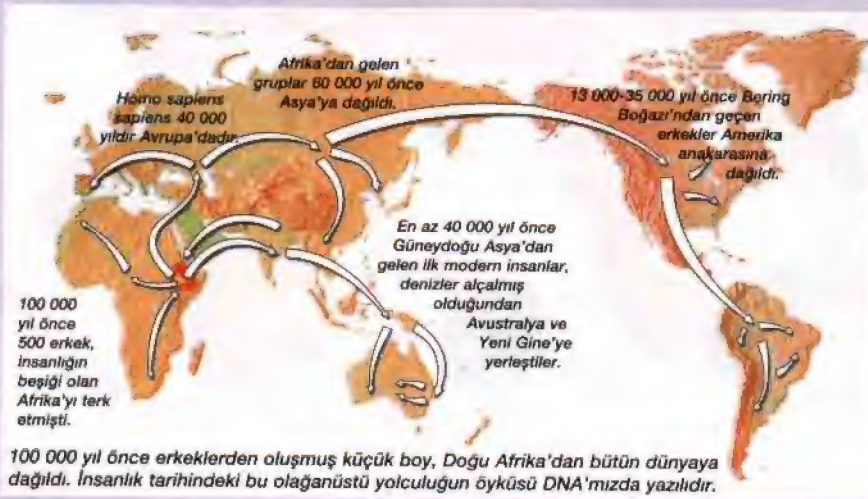 Afrika'dan gelen
gruplar 60 000 yıl önce
Asya'ya dağıldı.
Homo sapiens
sapiens 40 000
yıldır Avrupa'dadır.
13 000-35 000 yıl önce Bering
Boğazı'ndan geçen
erkekler Amerika
anakarasına
dağıldı.
En az 40 000 yıl önce
Güneydoğu Asya'dan
gelen ilk modern insanlar,
denizler alçalmış
olduğundan
Avustralya ve
Yeni Gine'ye
yerleştiler.
100 000
yıl önce
500 erkek,
insanlığın
beşiği olan
Afrika'yı terk
etmişti.
100 000 yıl önce erkeklerden oluşmuş küçük boy, Doğu Afrika'dan bütün dünyaya
dağıldı. İnsanlık tarihindeki bu olağanüstü yolculuğun öyküsü DNA'mızda yazılıdır.